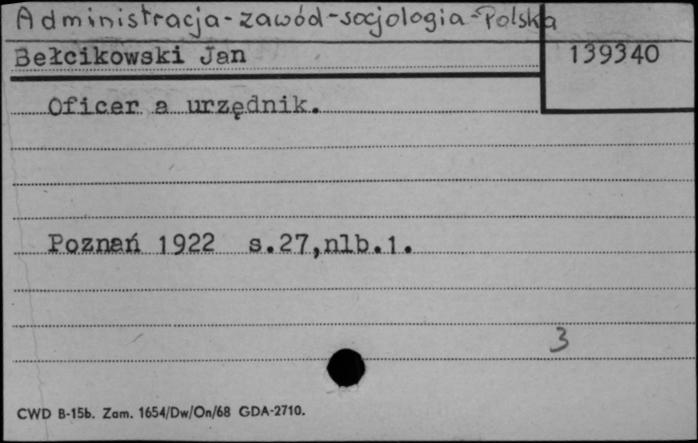 Administracja-zawód-socjologia-Polska
Bełcikowski Jan
139340
Oficer a urzędnik.
Poznań 1922 s.27,nlb.1.
3
CWD B-15b. Zam. 1654/Dw/On/68 GDA-2710.